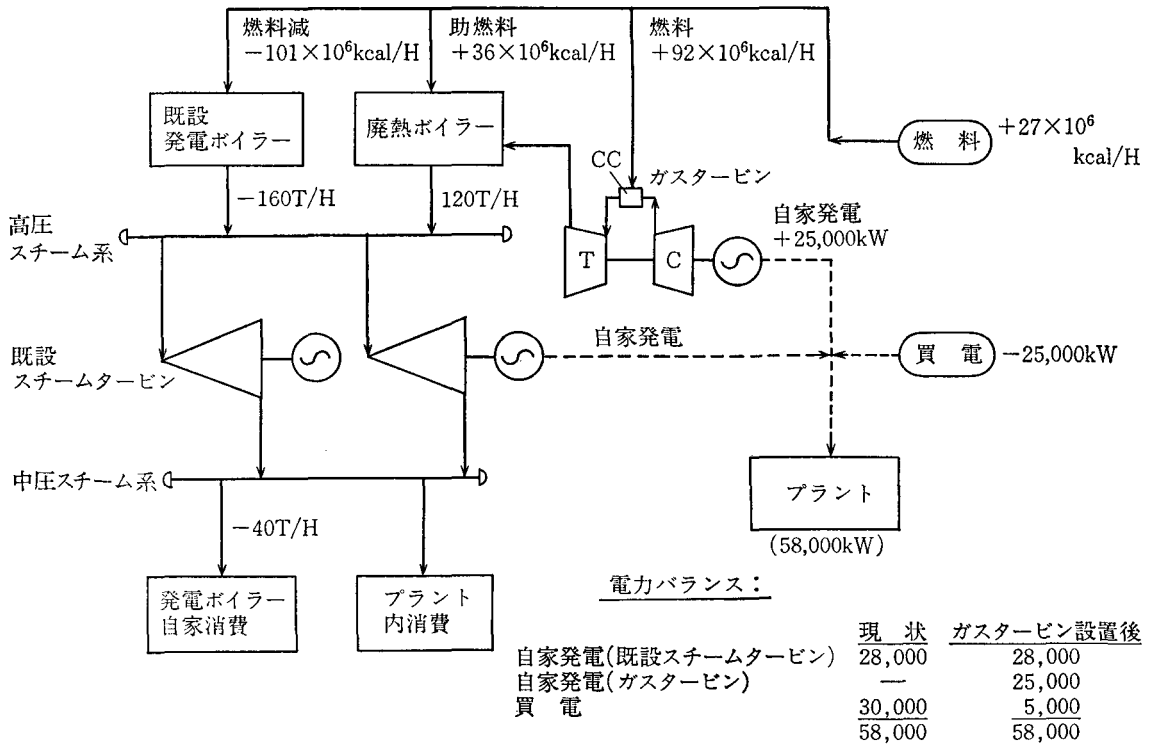 燃料減
−101×10⁶kcal/H
助燃料
+36×10⁶kcal/H
燃料
+92×10⁶kcal/H
既設
発電ボイラー
廃熱ボイラー
燃料
+27×10⁶
kcal/H
CC
ガスタービン
−160T/H
120T/H
高圧
スチーム系
T
C
自家発電
+25,000kW
既設
スチームタービン
自家発電
買電
−25,000kW
中圧スチーム系
−40T/H
プラント
(58,000kW)
発電ボイラー
自家消費
プラント
内消費
電力バランス：
現状 ガスタービン設置後
自家発電(既設スチームタービン) 28,000 28,000
自家発電(ガスタービン) — 25,000
買電 30,000 5,000
58,000 58,000